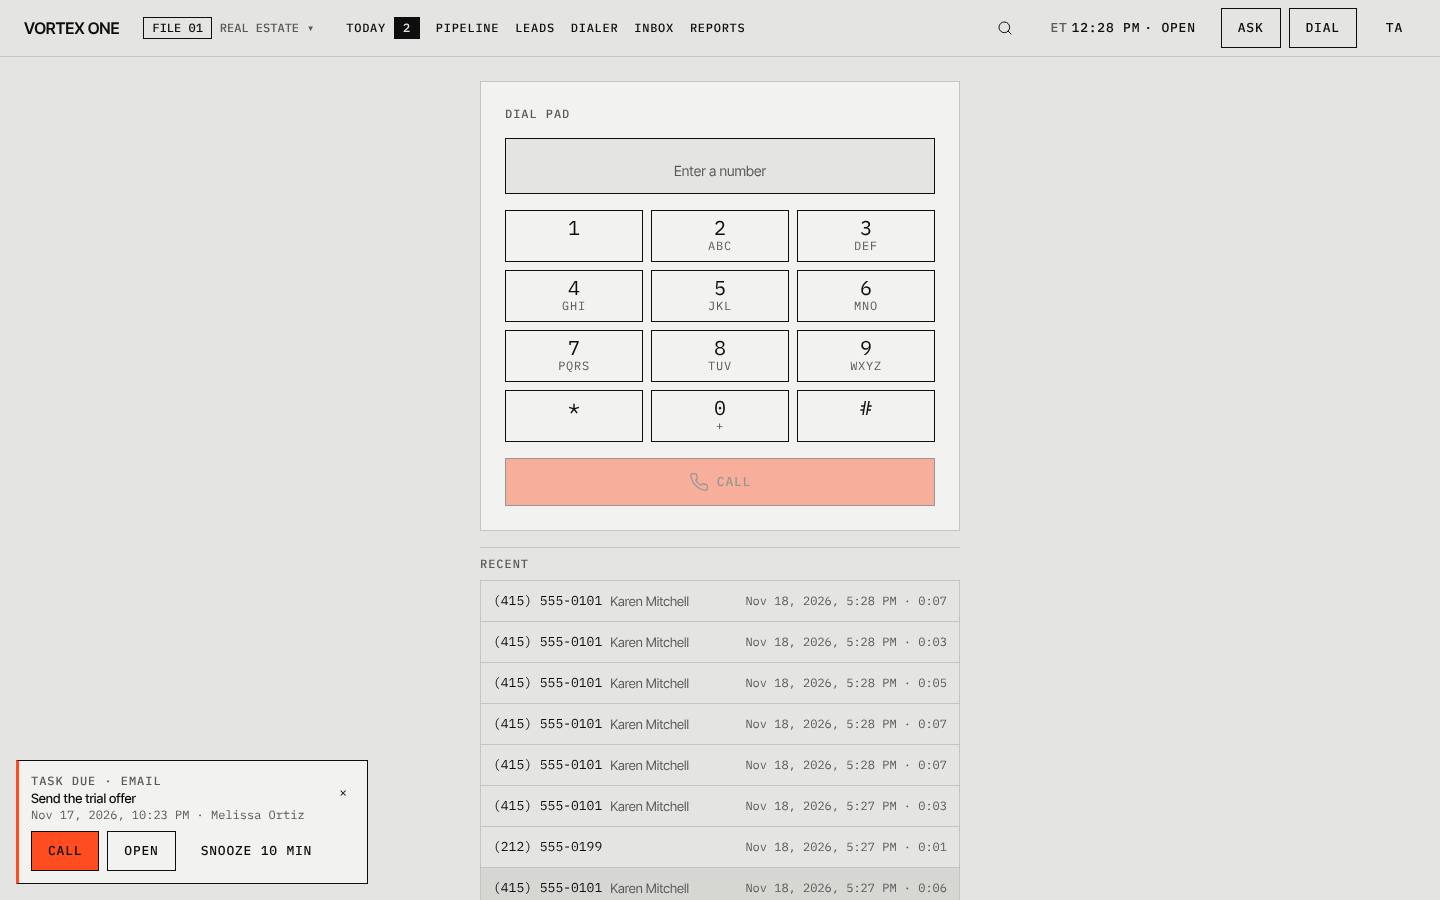 VORTEX ONE FILE 01 REAL ESTATE ▾ TODAY 2 PIPELINE LEADS DIALER INBOX REPORTS ET 12:28 PM · OPEN ASK DIAL TA
DIAL PAD
Enter a number
1 2 3
ABC DEF
4 5 6
GHI JKL MNO
7 8 9
PQRS TUV WXYZ
* 0 #
+
CALL
RECENT
(415) 555-0101 Karen Mitchell Nov 18, 2026, 5:28 PM · 0:07
(415) 555-0101 Karen Mitchell Nov 18, 2026, 5:28 PM · 0:03
(415) 555-0101 Karen Mitchell Nov 18, 2026, 5:28 PM · 0:05
(415) 555-0101 Karen Mitchell Nov 18, 2026, 5:28 PM · 0:07
(415) 555-0101 Karen Mitchell Nov 18, 2026, 5:28 PM · 0:07
(415) 555-0101 Karen Mitchell Nov 18, 2026, 5:27 PM · 0:03
(212) 555-0199 Nov 18, 2026, 5:27 PM · 0:01
(415) 555-0101 Karen Mitchell Nov 18, 2026, 5:27 PM · 0:06
TASK DUE · EMAIL
×
Send the trial offer
Nov 17, 2026, 10:23 PM · Melissa Ortiz
CALL OPEN SNOOZE 10 MIN